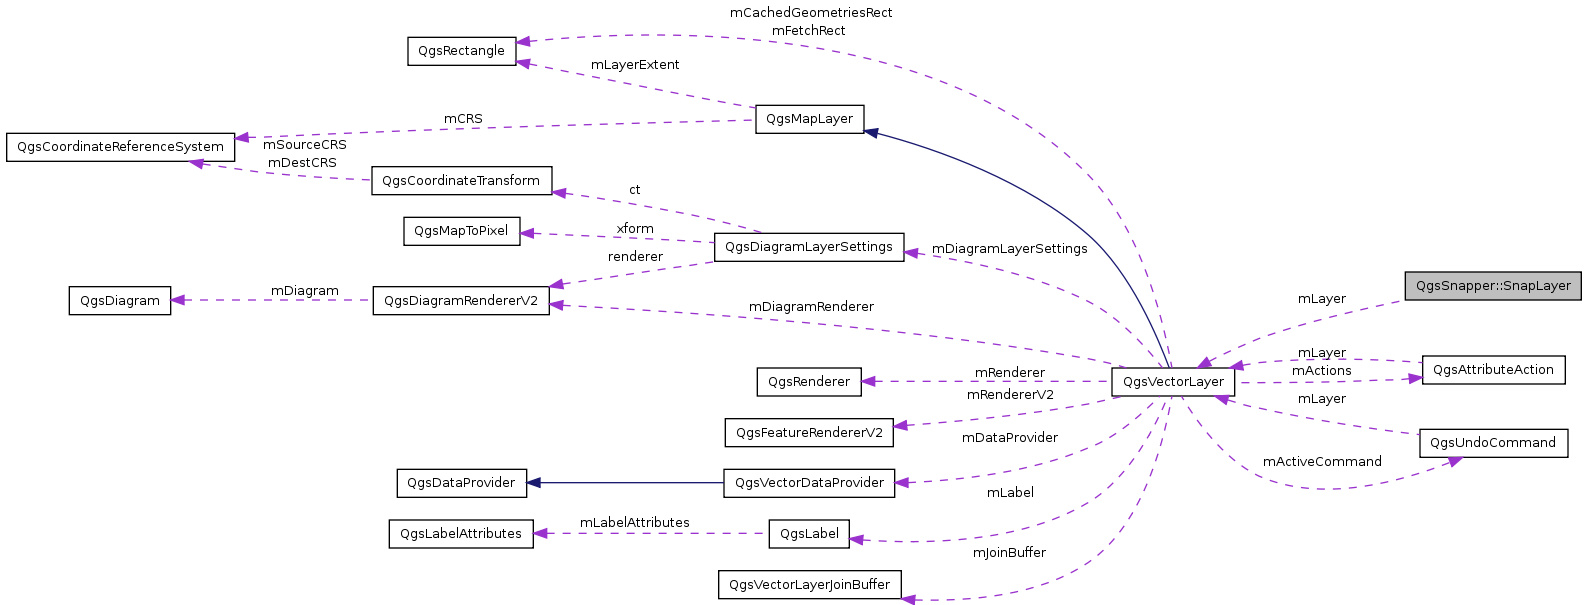 mCachedGeometriesRect
mFetchRect
QgsRectangle
mLayerExtent
QgsMapLayer
mCRS
QgsCoordinateReferenceSystem
mSourceCRS
mDestCRS
QgsCoordinateTransform
ct
QgsMapToPixel
xform
QgsDiagramLayerSettings
mDiagramLayerSettings
renderer
QgsDiagram
mDiagram
QgsDiagramRendererV2
mDiagramRenderer
QgsSnapper::SnapLayer
mLayer
mLayer
mActions
QgsAttributeAction
QgsRenderer
mRenderer
QgsVectorLayer
mRendererV2
mLayer
QgsFeatureRendererV2
mDataProvider
QgsUndoCommand
mActiveCommand
QgsDataProvider
QgsVectorDataProvider
mLabel
QgsLabelAttributes
mLabelAttributes
QgsLabel
mJoinBuffer
QgsVectorLayerJoinBuffer